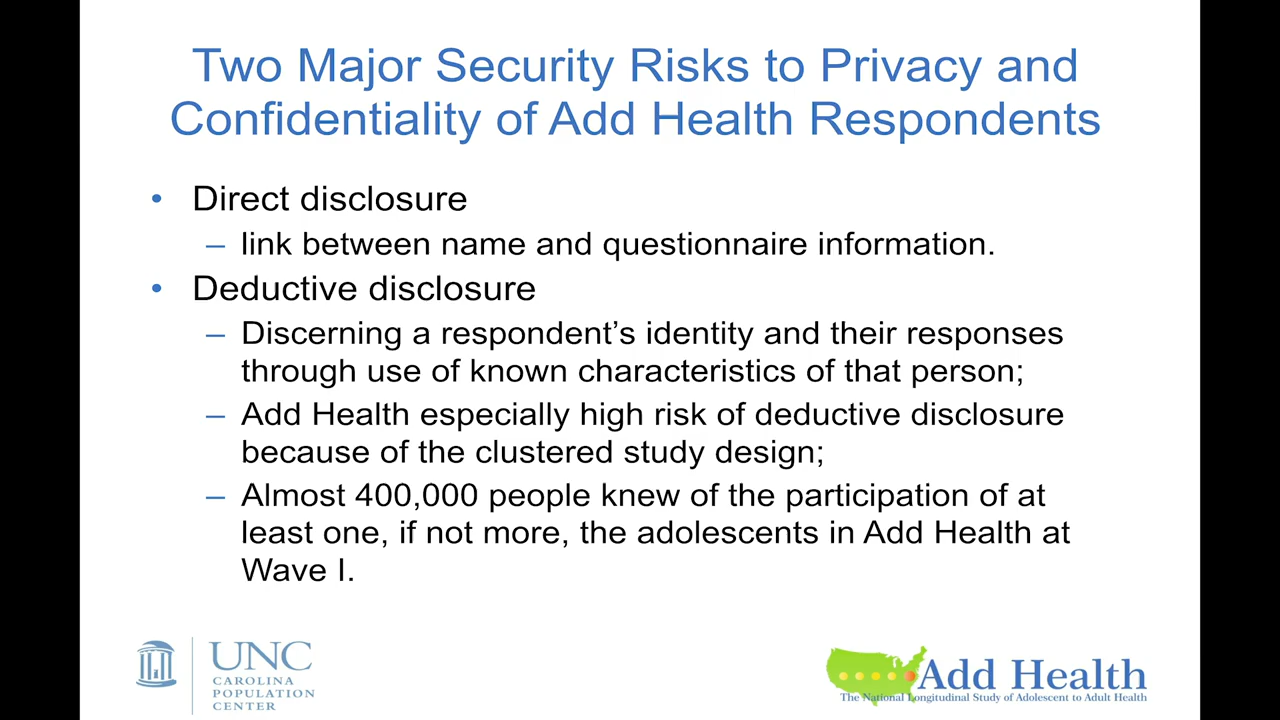 Two Major Security Risks to Privacy and
Confidentiality of Add Health Respondents
• Direct disclosure
– link between name and questionnaire information.
• Deductive disclosure
– Discerning a respondent’s identity and their responses
through use of known characteristics of that person;
– Add Health especially high risk of deductive disclosure
because of the clustered study design;
– Almost 400,000 people knew of the participation of at
least one, if not more, the adolescents in Add Health at
Wave I.
UNC
CAROLINA
POPULATION
CENTER
Add Health
The National Longitudinal Study of Adolescent to Adult Health